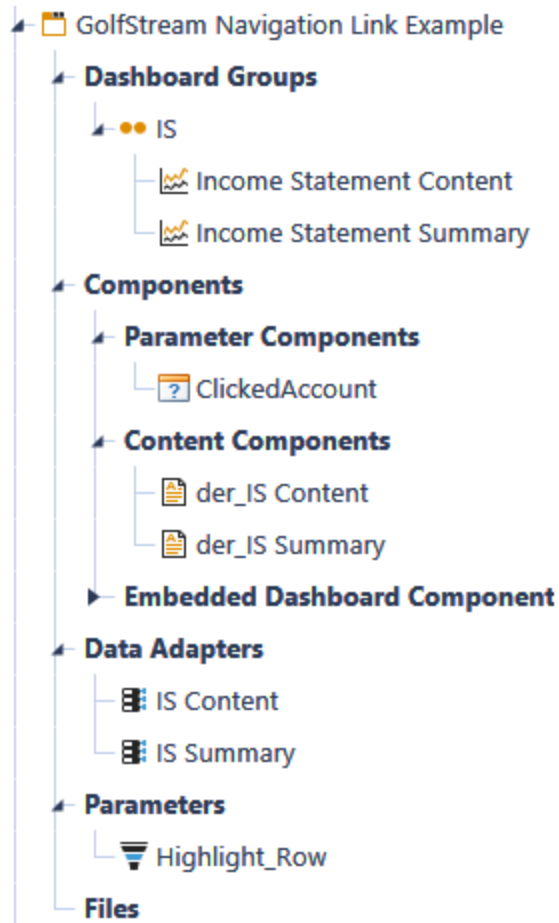 GolfStream Navigation Link Example
Dashboard Groups
IS
Income Statement Content
Income Statement Summary
Components
Parameter Components
ClickedAccount
Content Components
der_IS Content
der_IS Summary
Embedded Dashboard Component
Data Adapters
IS Content
IS Summary
Parameters
Highlight_Row
Files